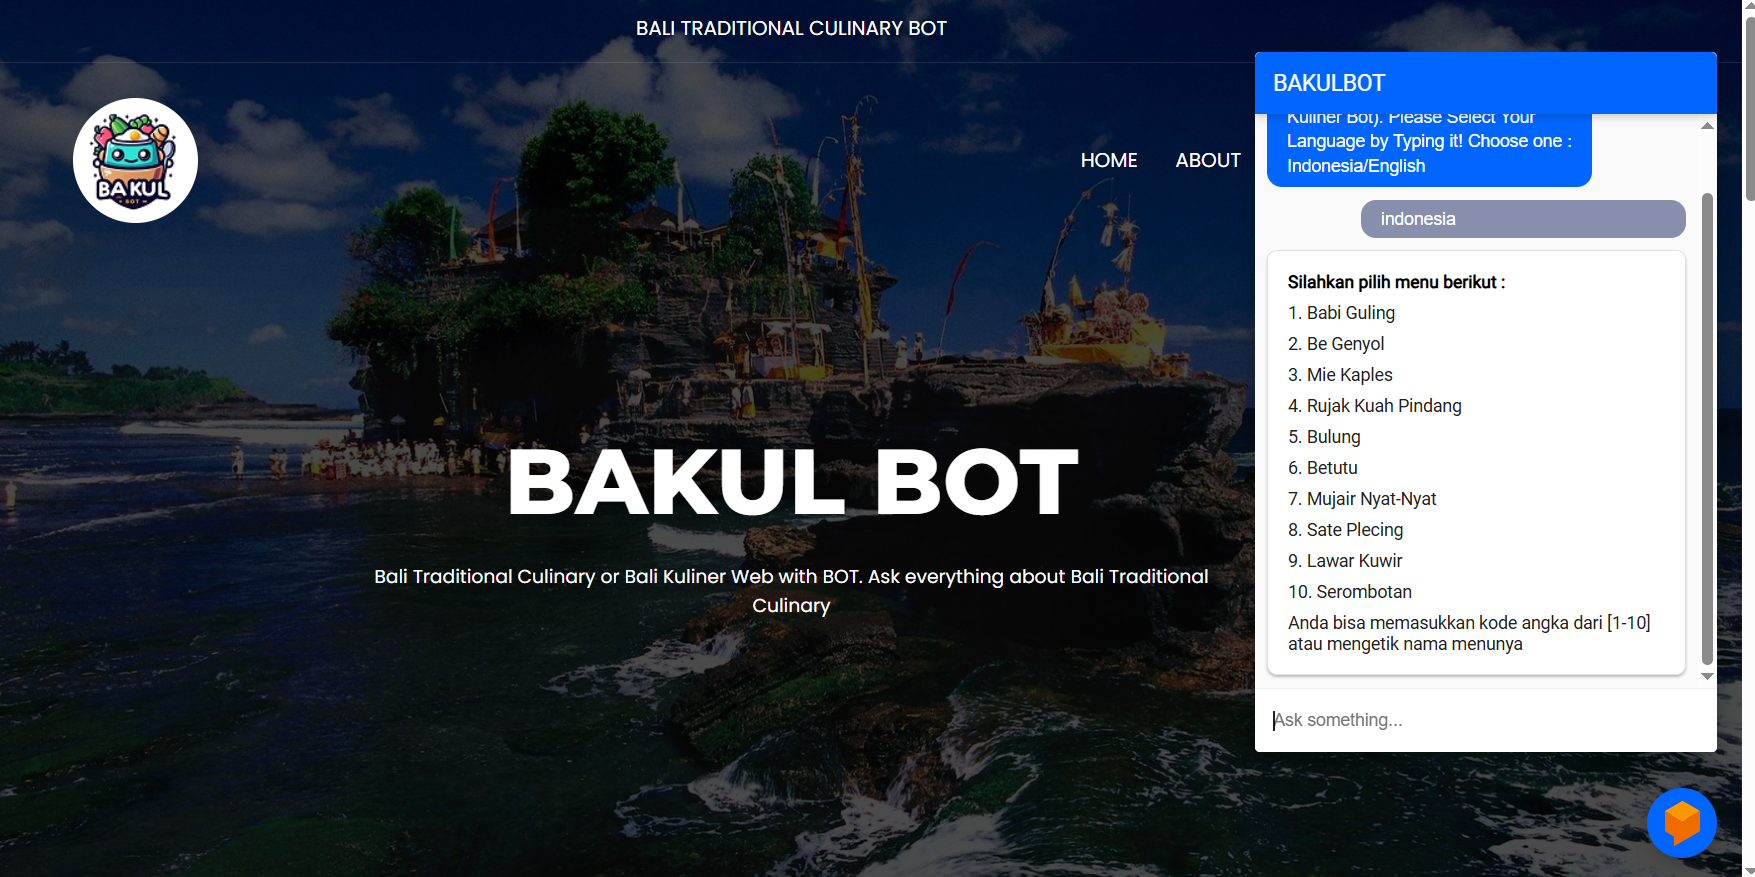 BALI TRADITIONAL CULINARY BOT
BAKUL
BOT
HOME
ABOUT
BAKUL BOT
Bali Traditional Culinary or Bali Kuliner Web with BOT. Ask everything about Bali Traditional
Culinary
BAKULBOT
Kuliner Bot). Please Select Your
Language by Typing it! Choose one :
Indonesia/English
indonesia
Silahkan pilih menu berikut :
1. Babi Guling
2. Be Genyol
3. Mie Kaples
4. Rujak Kuah Pindang
5. Bulung
6. Betutu
7. Mujair Nyat-Nyat
8. Sate Plecing
9. Lawar Kuwir
10. Serombotan
Anda bisa memasukkan kode angka dari [1-10]
atau mengetik nama menunya
Ask something...